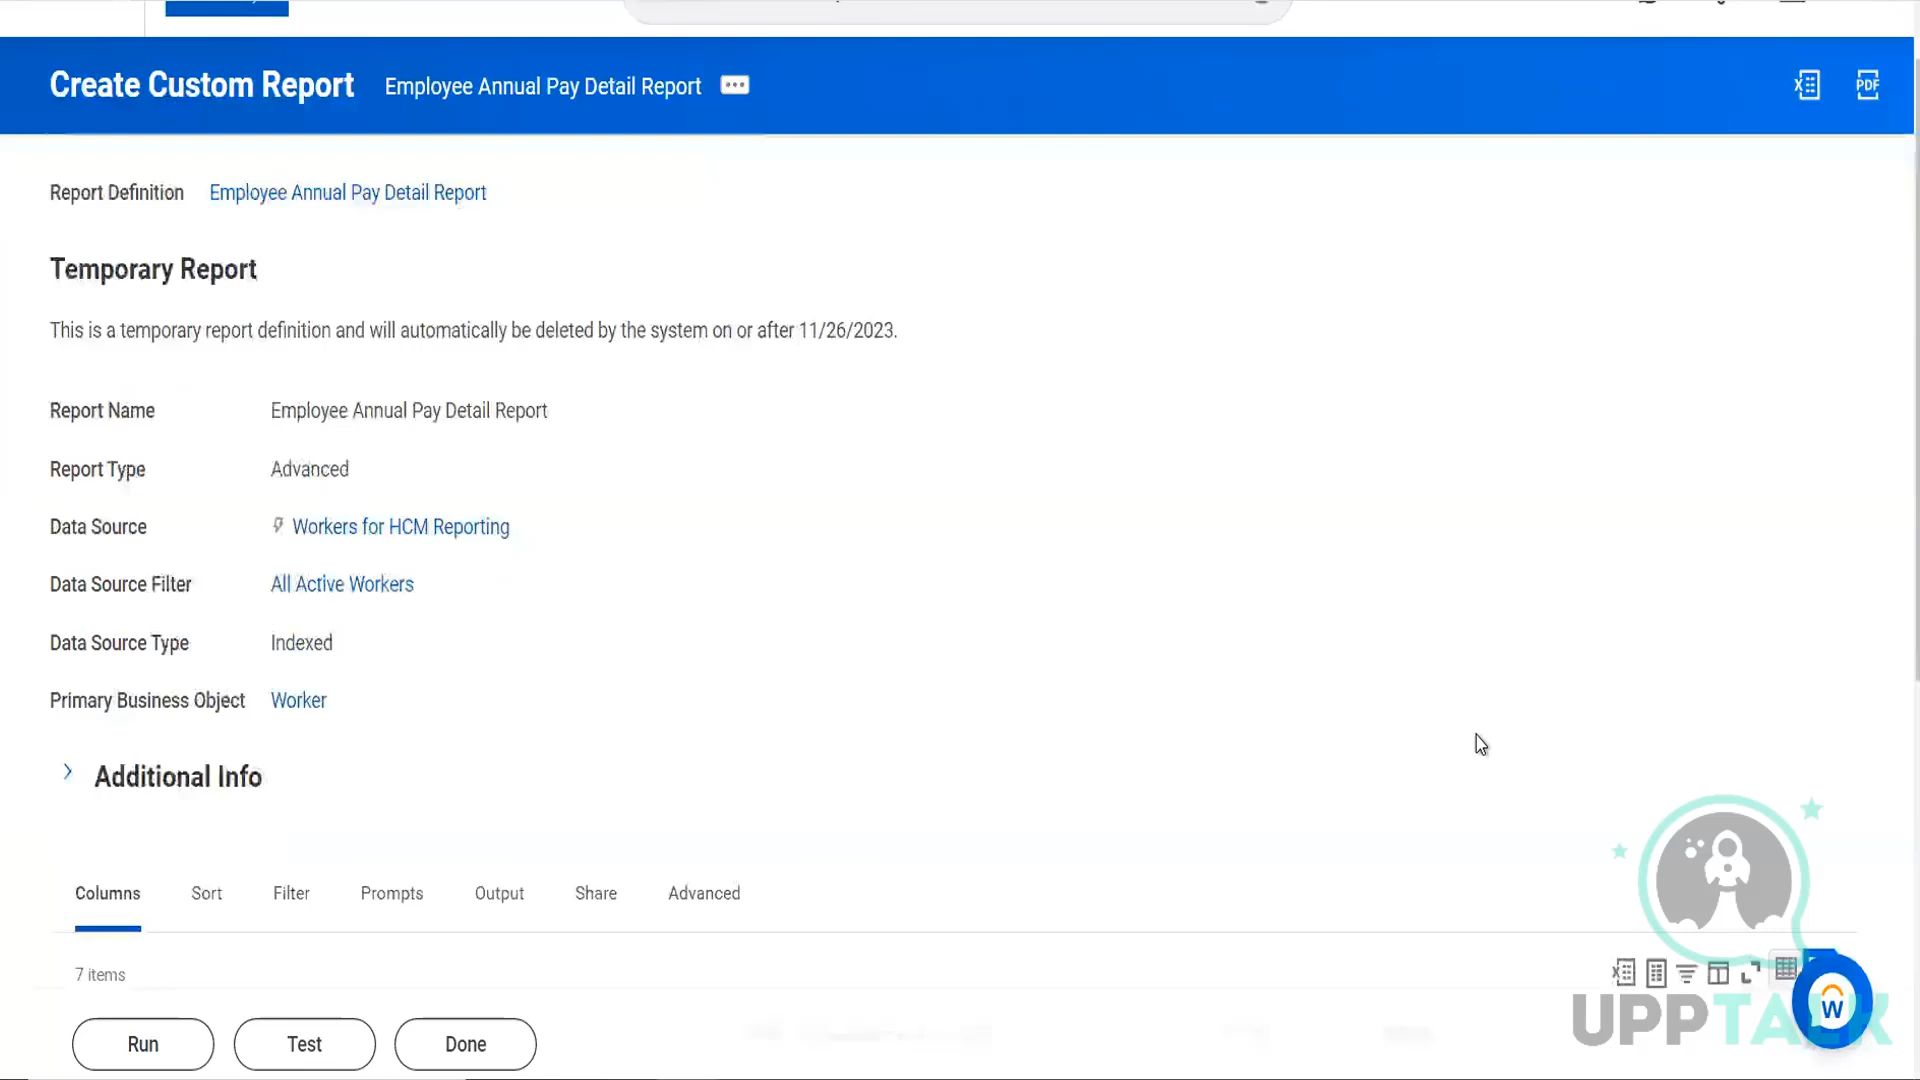 Create Custom Report Employee Annual Pay Detail Report
PDF
Report Definition Employee Annual Pay Detail Report
Temporary Report
This is a temporary report definition and will automatically be deleted by the system on or after 11/26/2023.
Report Name Employee Annual Pay Detail Report
Report Type Advanced
Data Source Workers for HCM Reporting
Data Source Filter All Active Workers
Data Source Type Indexed
Primary Business Object Worker
Additional Info
Columns Sort Filter Prompts Output Share Advanced
7 items
W
UPPTALK
Run Test Done